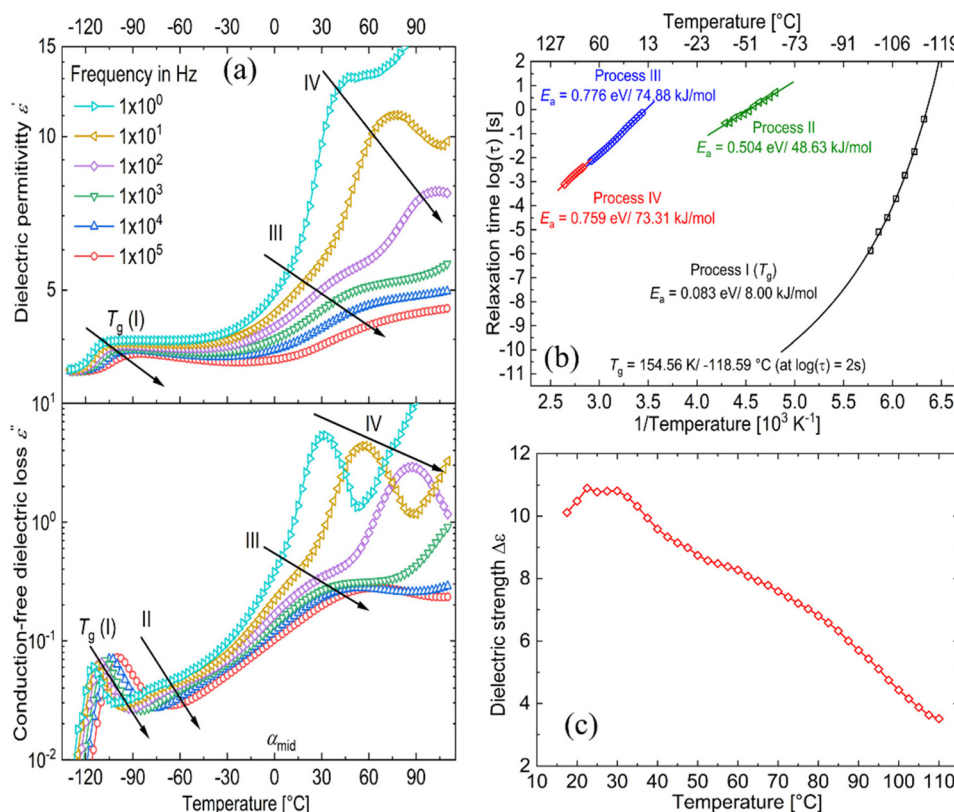 -120 -90 -60 -30 0 30 60 90
15
10
5
Dielectric permitivity ε'
Frequency in Hz
(a)
1x10⁰
1x10¹
1x10²
1x10³
1x10⁴
1x10⁵
IV
III
Tg (I)
10¹
10⁰
10⁻¹
10⁻²
Conduction-free dielectric loss ε"
IV
III
Tg (I)
II
αmid
-120 -90 -60 -30 0 30 60 90
Temperature [°C]
Temperature [°C]
127 60 13 -23 -51 -73 -91 -106 -119
2
1
0
-1
-2
-3
-4
-5
-6
-7
-8
-9
-10
-11
Relaxation time log(τ) [s]
Process III
Ea = 0.776 eV/ 74.88 kJ/mol
Process II
Ea = 0.504 eV/ 48.63 kJ/mol
Process IV
Ea = 0.759 eV/ 73.31 kJ/mol
Process I (Tg)
Ea = 0.083 eV/ 8.00 kJ/mol
(b)
Tg = 154.56 K/ -118.59 °C (at log(τ) = 2s)
2.5 3.0 3.5 4.0 4.5 5.0 5.5 6.0 6.5
1/Temperature [10³ K⁻¹]
12
10
8
6
4
2
Dielectric strength Δε
(c)
10 20 30 40 50 60 70 80 90 100 110
Temperature [°C]